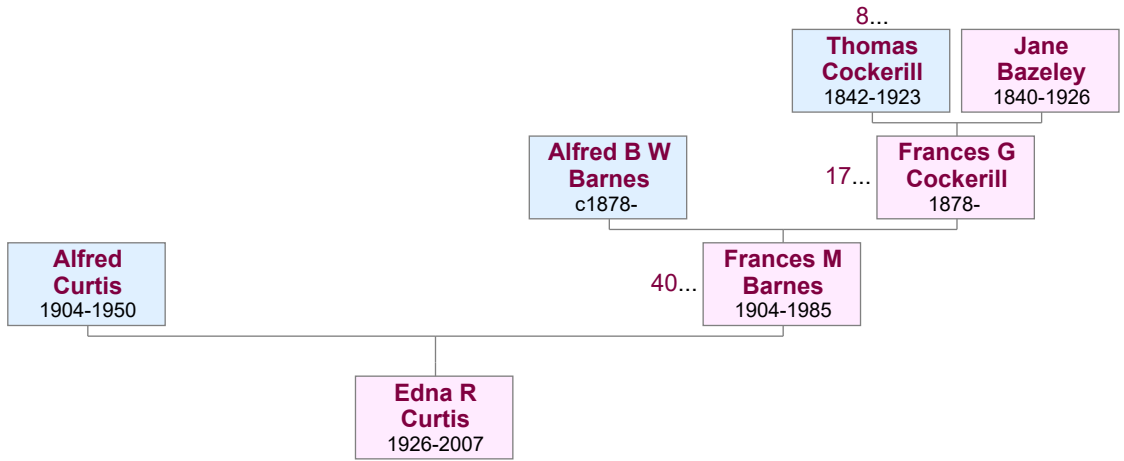 8...
Thomas
Cockerill
1842-1923
Jane
Bazeley
1840-1926
Alfred B W
Barnes
c1878-
17...
Frances G
Cockerill
1878-
Alfred
Curtis
1904-1950
40...
Frances M
Barnes
1904-1985
Edna R
Curtis
1926-2007